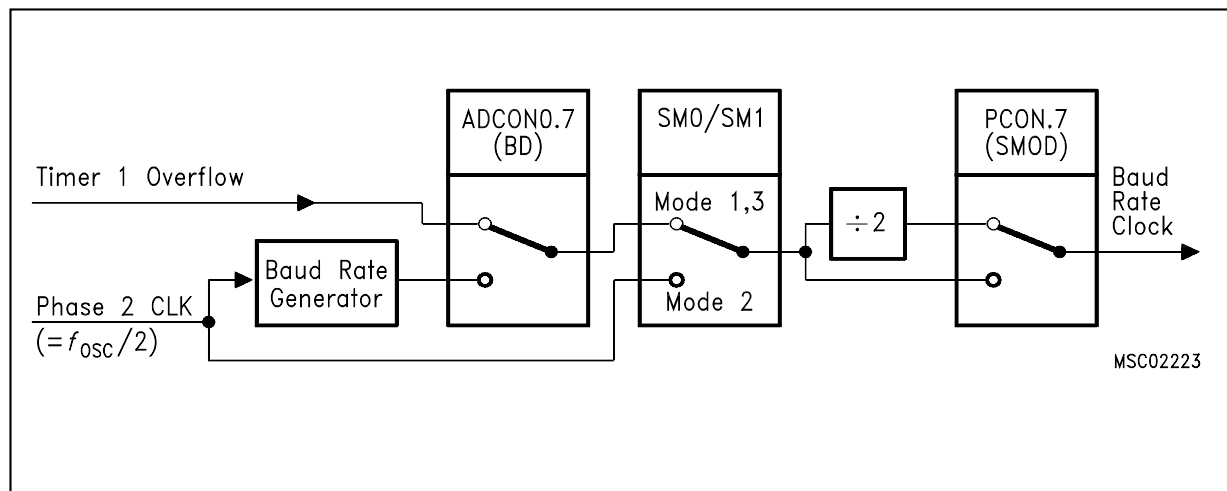 ADCON0.7
(BD)
SM0/SM1
PCON.7
(SMOD)
Timer 1 Overflow
Mode 1,3
÷2
Baud
Rate
Clock
Baud Rate
Generator
Phase 2 CLK
(=fOSC/2)
Mode 2
MSC02223